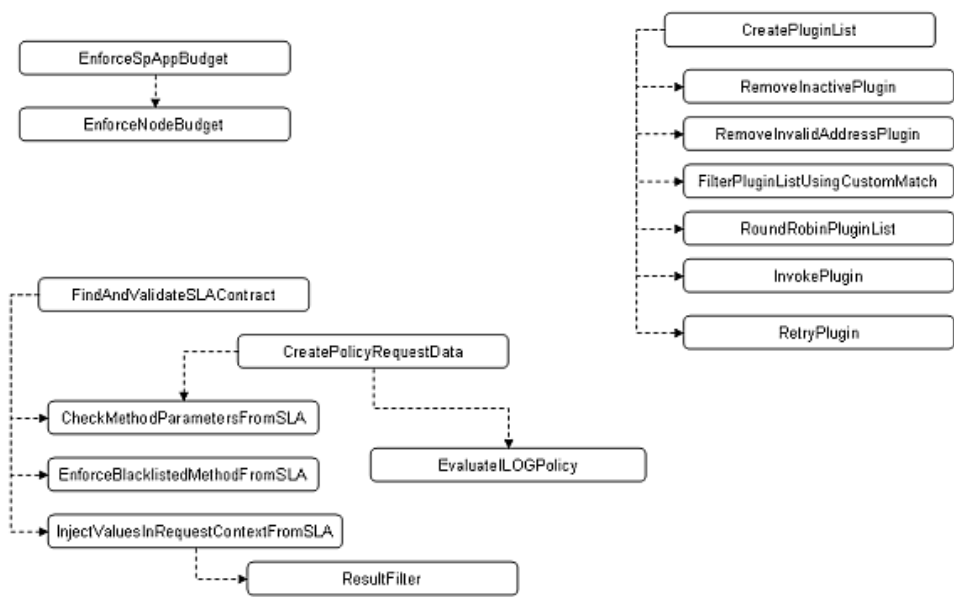 EnforceSpAppBudget
EnforceNodeBudget
CreatePluginList
RemoveInactivePlugin
RemoveInvalidAddressPlugin
FilterPluginListUsingCustomMatch
RoundRobinPluginList
InvokePlugin
RetryPlugin
FindAndValidateSLAContract
CreatePolicyRequestData
CheckMethodParametersFromSLA
EvaluateILOGPolicy
EnforceBlacklistedMethodFromSLA
InjectValuesInRequestContextFromSLA
ResultFilter